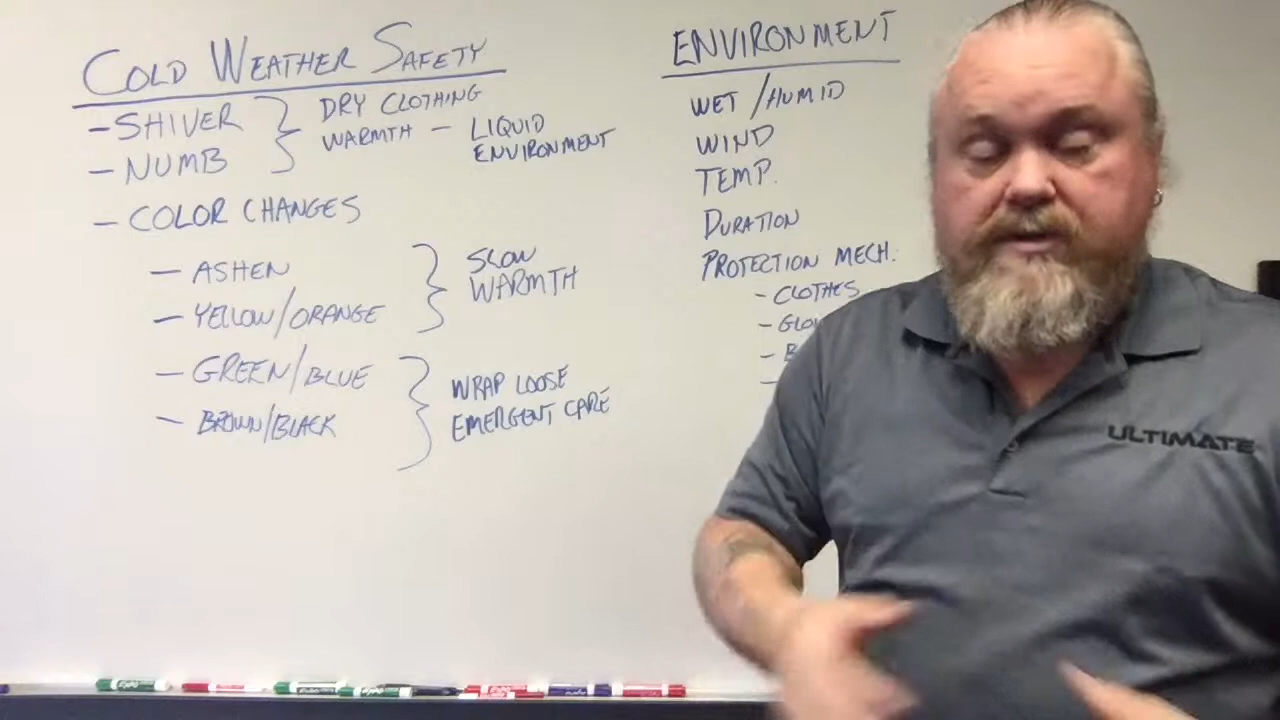 COLD WEATHER SAFETY
- SHIVER
- NUMB
DRY CLOTHING
WARMTH - LIQUID
ENVIRONMENT
- COLOR CHANGES
- ASHEN
- YELLOW/ORANGE
SLOW
WARMTH
- GREEN/BLUE
- BROWN/BLACK
WRAP LOOSE
EMERGENT CARE
ENVIRONMENT
WET/HUMID
WIND
TEMP.
DURATION
PROTECTION MECH.
- CLOTHES
ULTIMATE